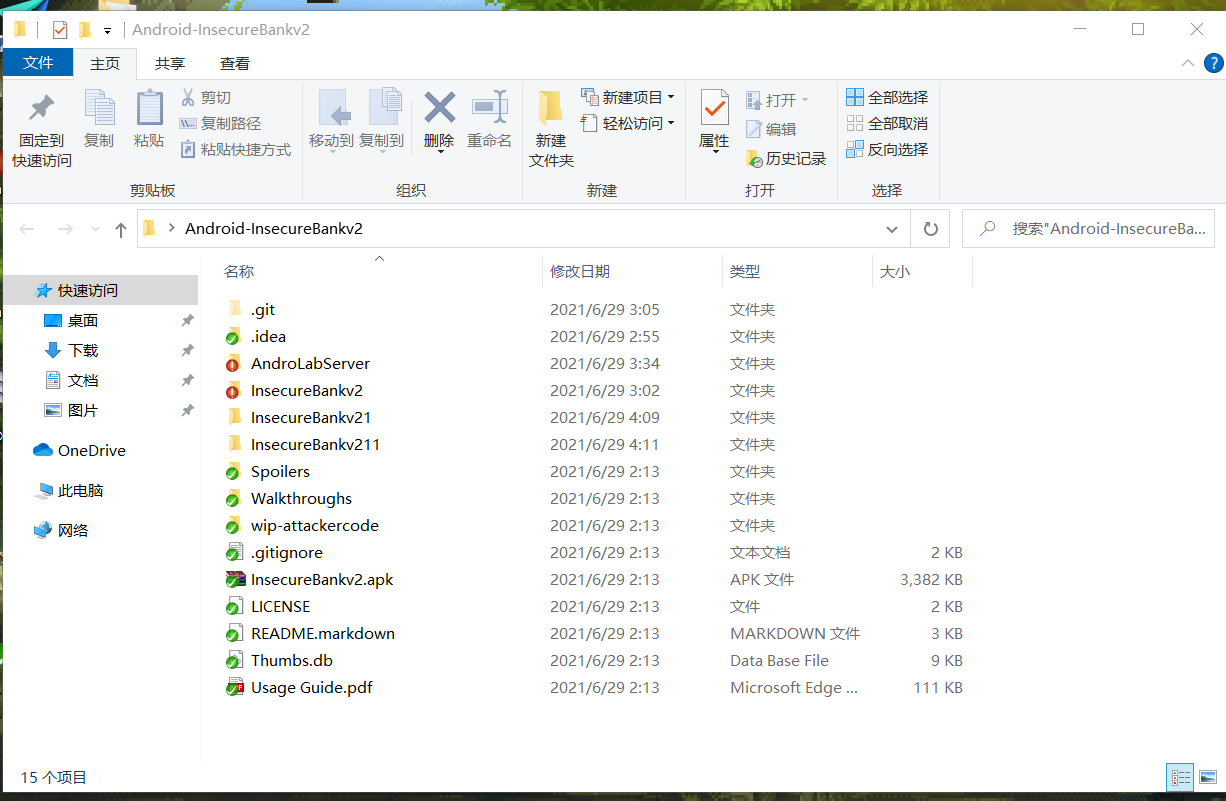 Android-InsecureBankv2
文件 主页 共享 查看
固定到快速访问
复制
粘贴
剪切
复制路径
粘贴快捷方式
移动到 复制到 删除 重命名
新建文件夹
新建项目
轻松访问
属性
打开
编辑
历史记录
全部选择
全部取消
反向选择
剪贴板 组织 新建 打开 选择
Android-InsecureBankv2
搜索"Android-InsecureBa...
快速访问
桌面
下载
文档
图片
OneDrive
此电脑
网络
名称 修改日期 类型 大小
.git 2021/6/29 3:05 文件夹
.idea 2021/6/29 2:55 文件夹
AndroLabServer 2021/6/29 3:34 文件夹
InsecureBankv2 2021/6/29 3:02 文件夹
InsecureBankv21 2021/6/29 4:09 文件夹
InsecureBankv211 2021/6/29 4:11 文件夹
Spoilers 2021/6/29 2:13 文件夹
Walkthroughs 2021/6/29 2:13 文件夹
wip-attackercode 2021/6/29 2:13 文件夹
.gitignore 2021/6/29 2:13 文本文档 2 KB
InsecureBankv2.apk 2021/6/29 2:13 APK 文件 3,382 KB
LICENSE 2021/6/29 2:13 文件 2 KB
README.markdown 2021/6/29 2:13 MARKDOWN 文件 3 KB
Thumbs.db 2021/6/29 2:13 Data Base File 9 KB
Usage Guide.pdf 2021/6/29 2:13 Microsoft Edge ... 111 KB
15 个项目